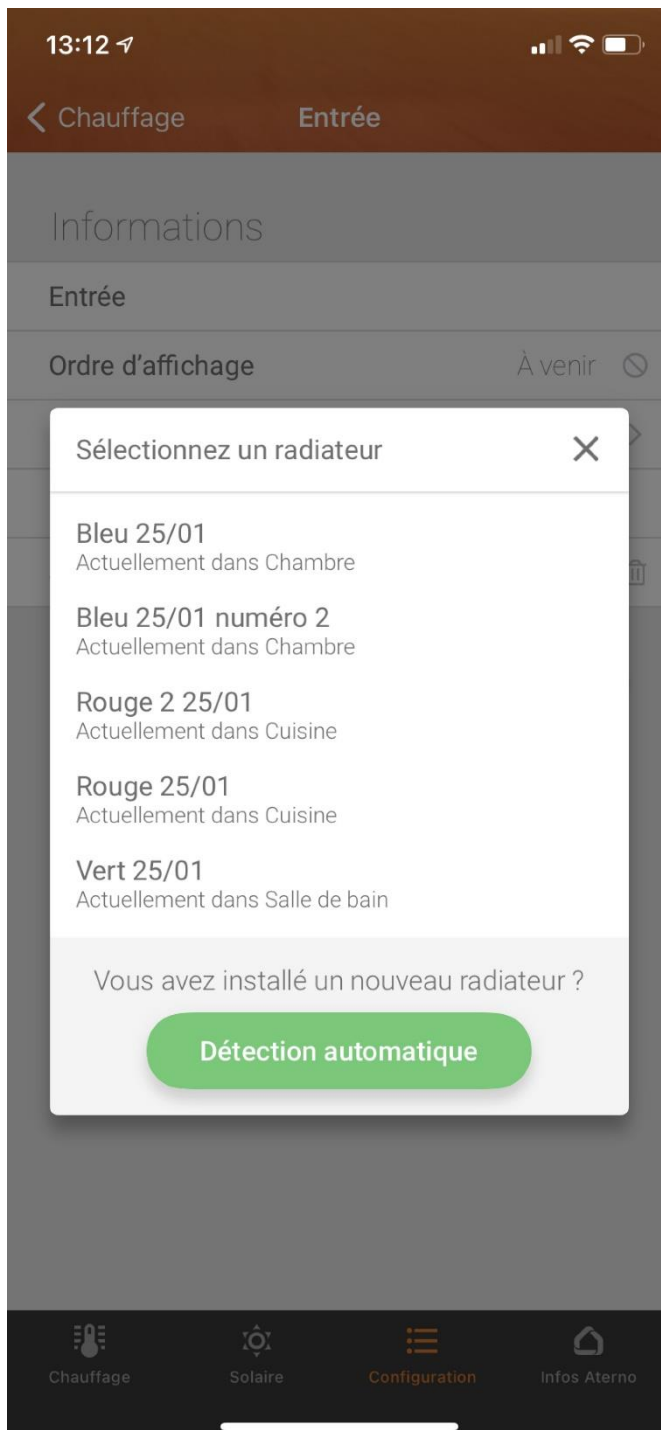 13:12
Chauffage
Entrée
Informations
Entrée
Ordre d’affichage
À venir
Sélectionnez un radiateur
Bleu 25/01
Actuellement dans Chambre
Bleu 25/01 numéro 2
Actuellement dans Chambre
Rouge 2 25/01
Actuellement dans Cuisine
Rouge 25/01
Actuellement dans Cuisine
Vert 25/01
Actuellement dans Salle de bain
Vous avez installé un nouveau radiateur ?
Détection automatique
Chauffage
Solaire
Configuration
Infos Aterno